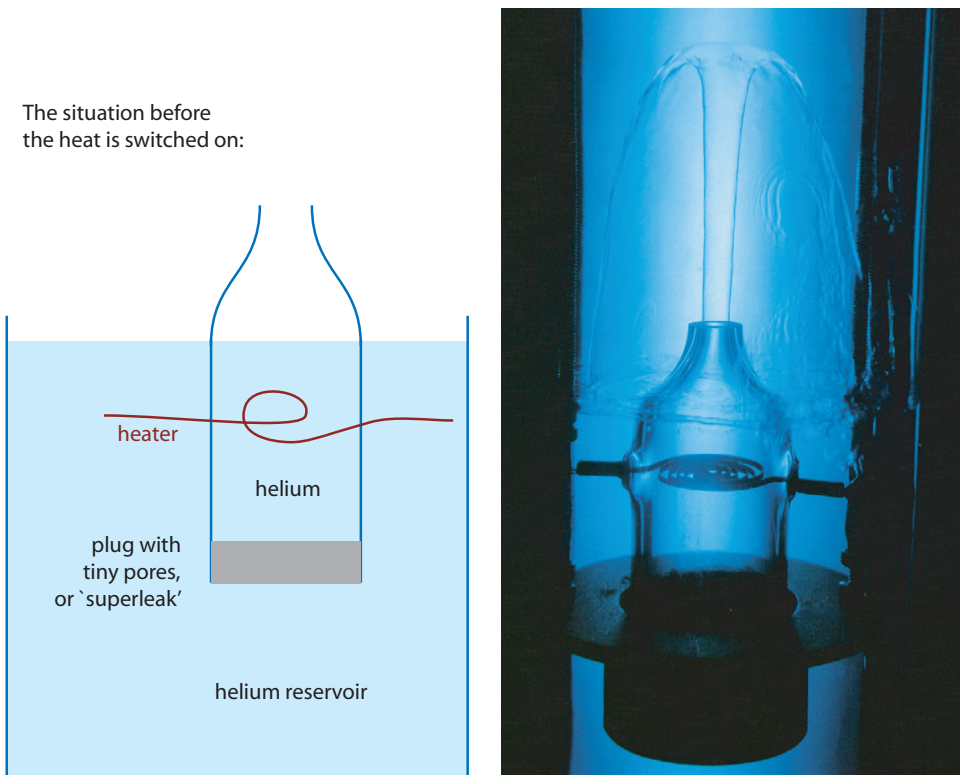 The situation before
the heat is switched on:
heater
helium
plug with
tiny pores,
or `superleak’
helium reservoir